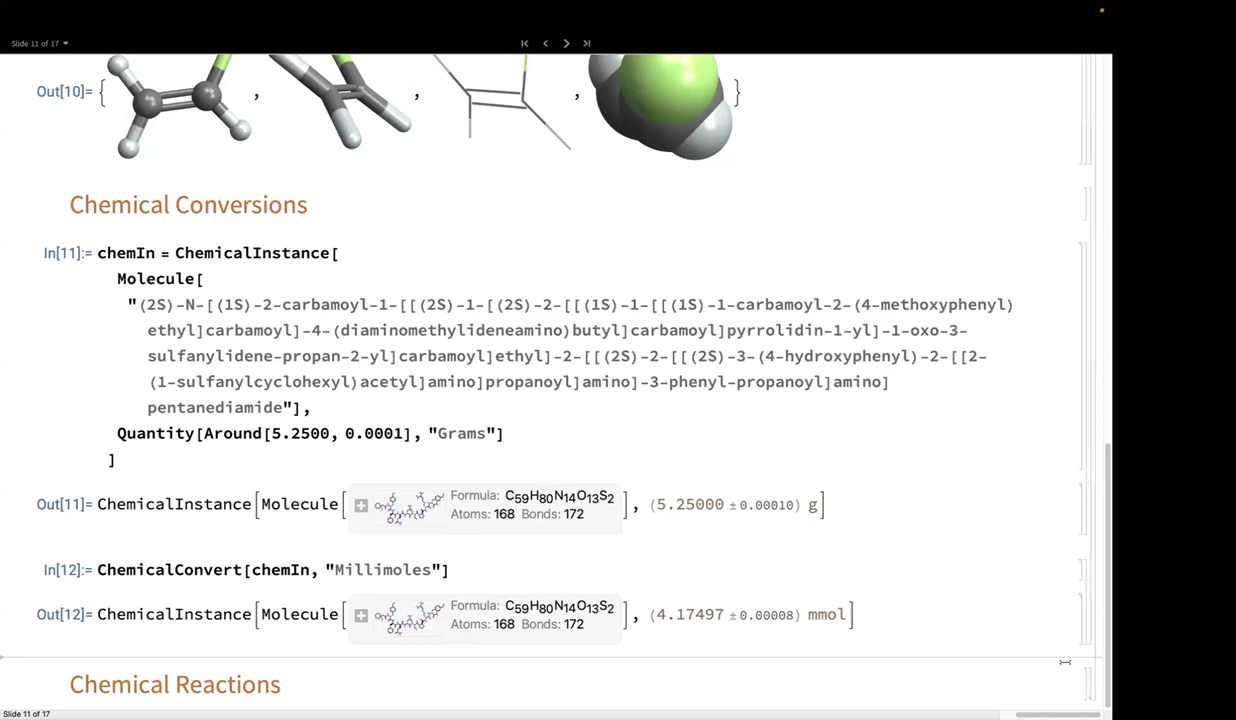 Slide 11 of 17
Out[10]= { , , , }
Chemical Conversions
In[11]:= chemIn = ChemicalInstance[
Molecule[
"(2S)-N-[(1S)-2-carbamoyl-1-[[(2S)-1-[(2S)-2-[[(1S)-1-[[(1S)-1-carbamoyl-2-(4-methoxyphenyl)
ethyl]carbamoyl]-4-(diaminomethylideneamino)butyl]carbamoyl]pyrrolidin-1-yl]-1-oxo-3-
sulfanylidene-propan-2-yl]carbamoyl]ethyl]-2-[[(2S)-2-[[(2S)-3-(4-hydroxyphenyl)-2-[[2-
(1-sulfanylcyclohexyl)acetyl]amino]propanoyl]amino]-3-phenyl-propanoyl]amino]
pentanediamide"],
Quantity[Around[5.2500, 0.0001], "Grams"]
]
Out[11]= ChemicalInstance[Molecule[ Formula: C59H80N14O13S2
Atoms: 168 Bonds: 172 ], (5.25000 ± 0.00010) g]
In[12]:= ChemicalConvert[chemIn, "Millimoles"]
Out[12]= ChemicalInstance[Molecule[ Formula: C59H80N14O13S2
Atoms: 168 Bonds: 172 ], (4.17497 ± 0.00008) mmol]
Chemical Reactions
Slide 11 of 17